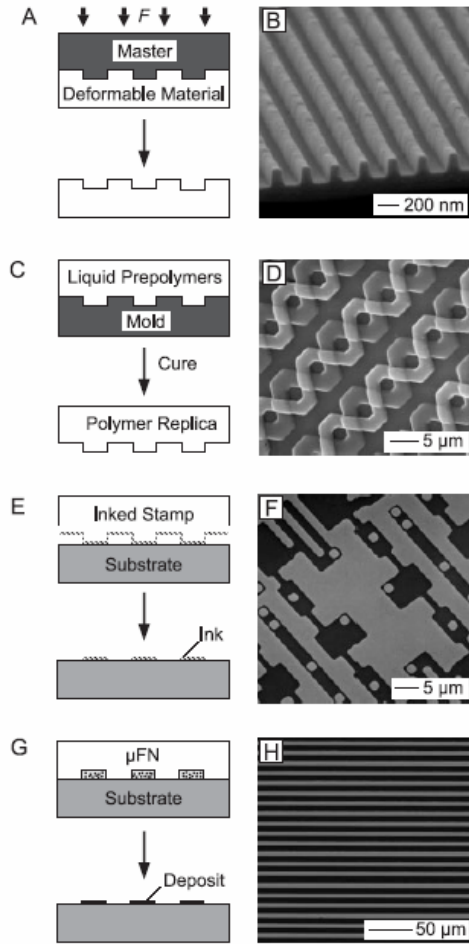 A
F
Master
Deformable Material
B
200 nm
C
Liquid Prepolymers
Mold
Cure
Polymer Replica
D
5 µm
E
Inked Stamp
Substrate
Ink
F
5 µm
G
µFN
Substrate
Deposit
H
50 µm